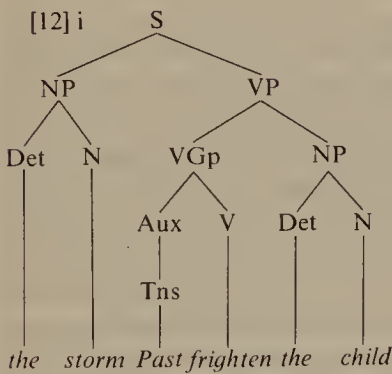 [12] i S
NP VP
Det N VGp NP
Aux V Det N
Tns
the storm Past frighten the child